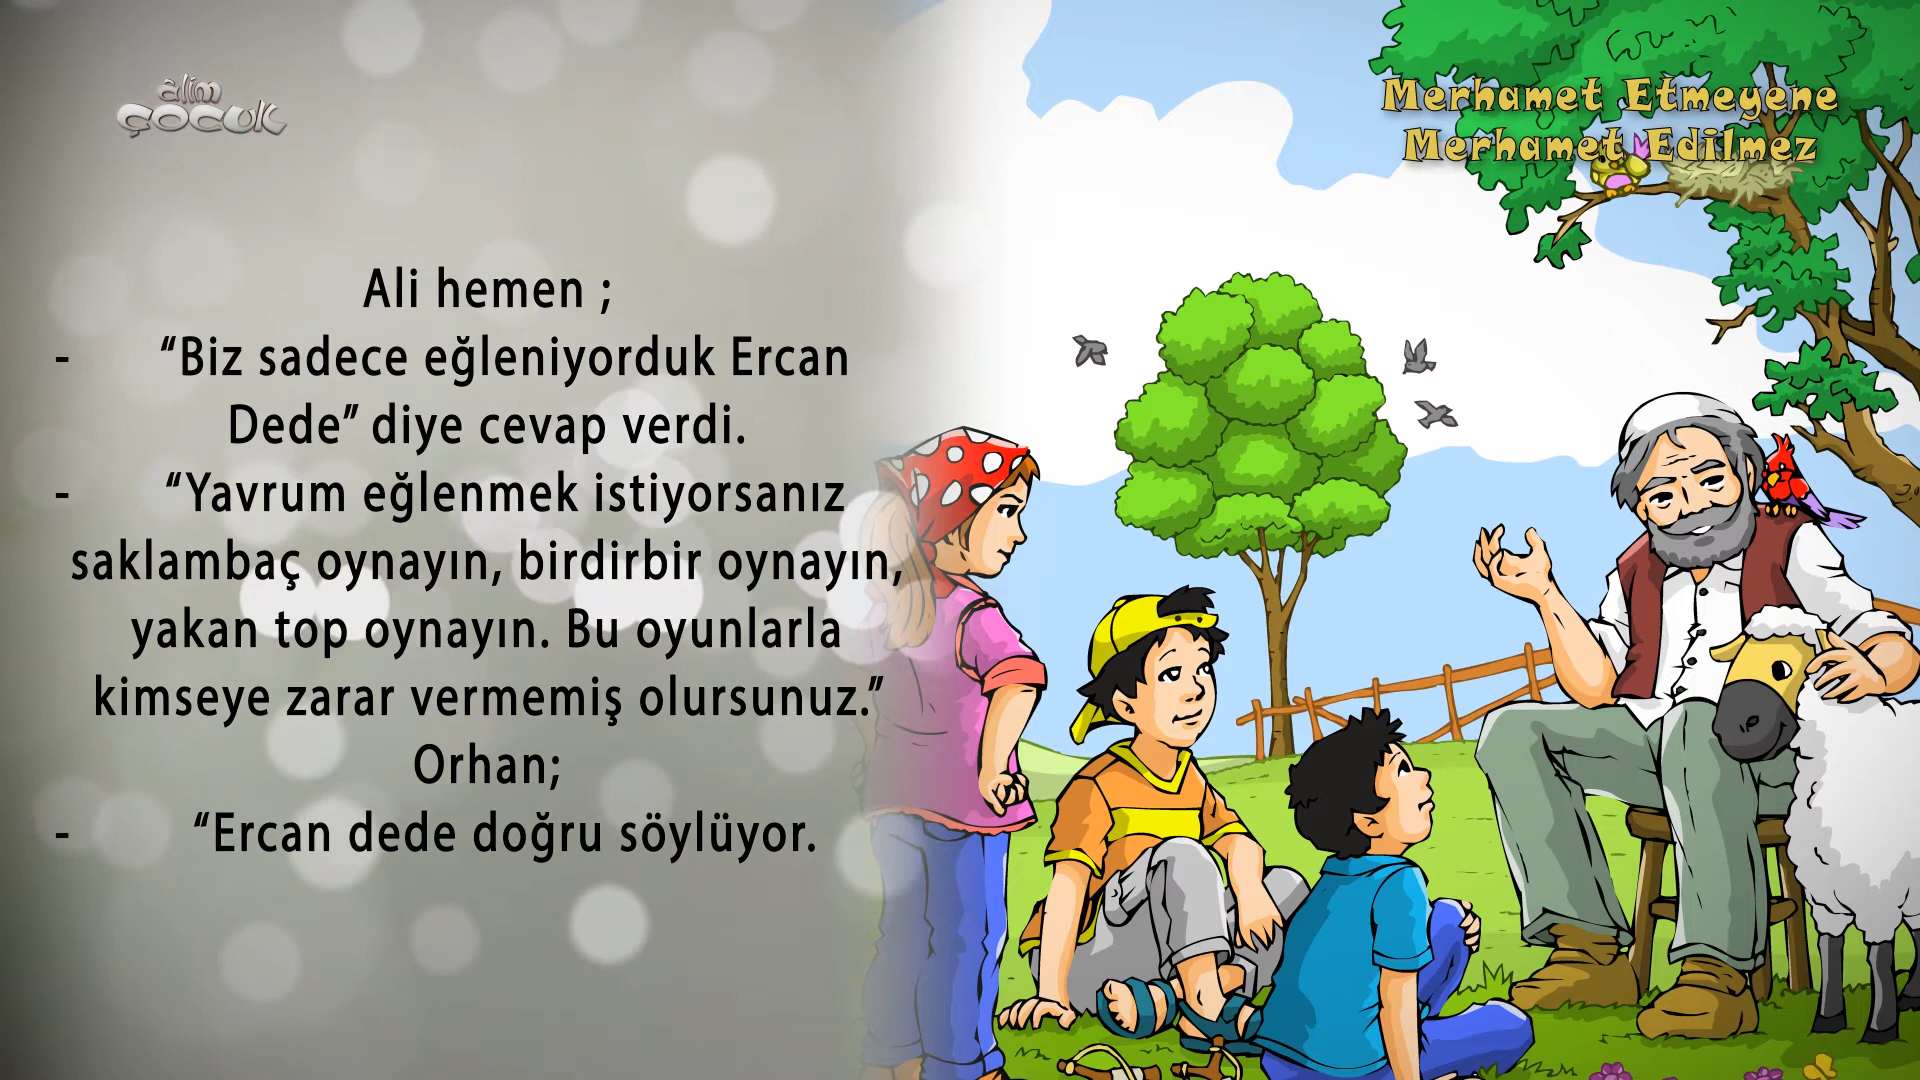 alim
çocuk
Merhamet Etmeyene
Merhamet Edilmez
Ali hemen ;
- “Biz sadece eğleniyorduk Ercan
Dede” diye cevap verdi.
- “Yavrum eğlenmek istiyorsanız
saklambaç oynayın, birdirbir oynayın,
yakan top oynayın. Bu oyunlarla
kimseye zarar vermemiş olursunuz.”
Orhan;
- “Ercan dede doğru söylüyor.